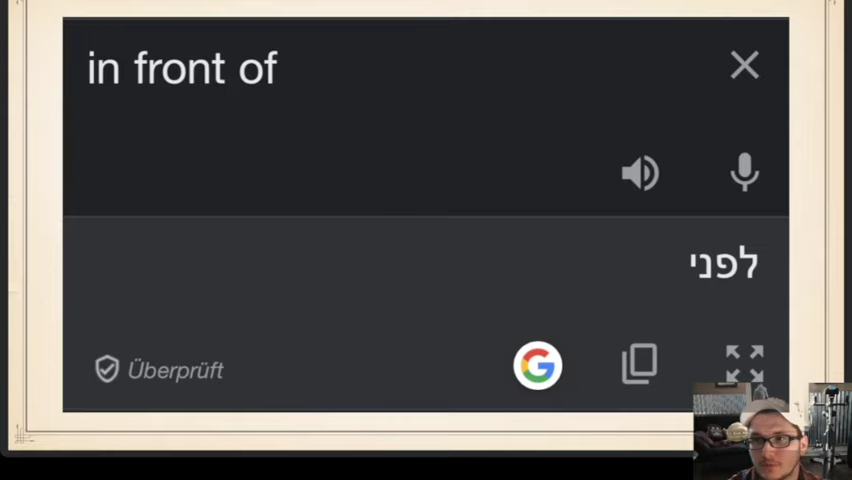 in front of
לפני
Überprüft